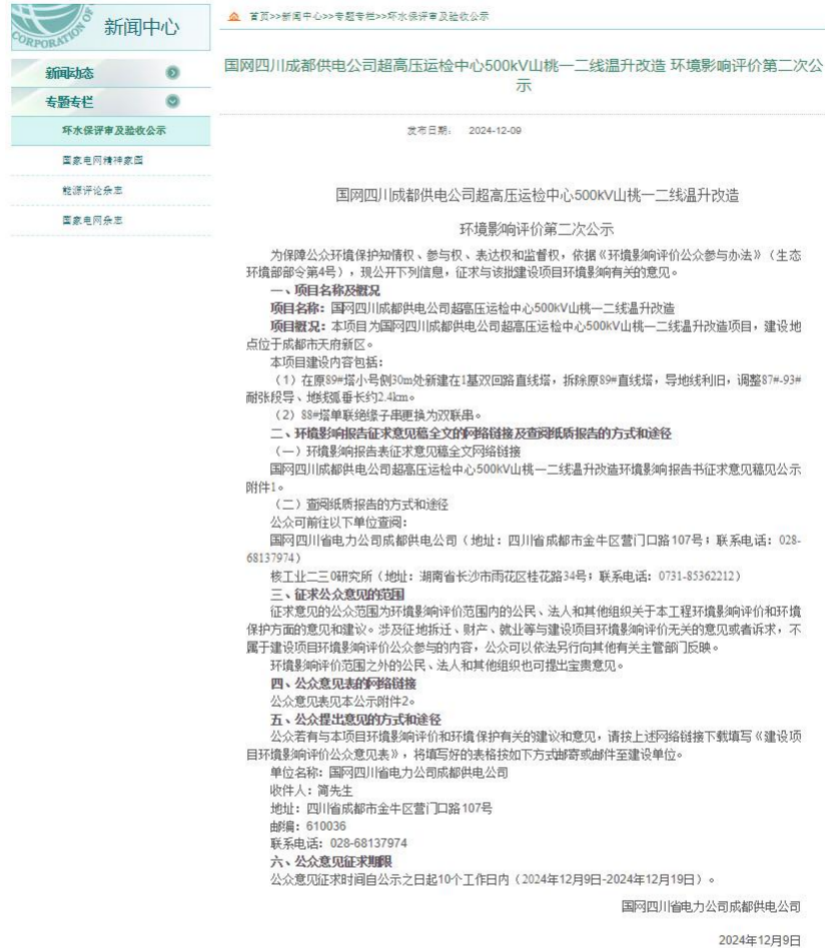 CORPORATION OF
新闻中心
首页>>新闻中心>>专题专栏>>环水保评审及验收公示
新闻动态
专题专栏
环水保评审及验收公示
国家电网精神家园
能源评论杂志
国家电网杂志
国网四川成都供电公司超高压运检中心500kV山桃一二线温升改造 环境影响评价第二次公
示
发布日期： 2024-12-09
国网四川成都供电公司超高压运检中心500kV山桃一二线温升改造
环境影响评价第二次公示
为保障公众环境保护知情权、参与权、表达权和监督权，依据《环境影响评价公众参与办法》（生态
环境部部令第4号），现公开下列信息，征求与该批建设项目环境影响有关的意见。
一、项目名称及概况
项目名称：国网四川成都供电公司超高压运检中心500kV山桃一二线温升改造
项目概况：本项目为国网四川成都供电公司超高压运检中心500kV山桃一二线温升改造项目，建设地
点位于成都市天府新区。
本项目建设内容包括：
（1）在原89#塔小号侧30m处新建在1基双回路直线塔，拆除原89#直线塔，导地线利旧，调整87#-93#
耐张段导、地线弧垂长约2.4km。
（2）88#塔单联绝缘子串更换为双联串。
二、环境影响报告征求意见稿全文的网络链接及查阅纸质报告的方式和途径
（一）环境影响报告表征求意见稿全文网络链接
国网四川成都供电公司超高压运检中心500kV山桃一二线温升改造环境影响报告书征求意见稿见公示
附件1。
（二）查阅纸质报告的方式和途径
公众可前往以下单位查阅：
国网四川省电力公司成都供电公司（地址：四川省成都市金牛区营门口路107号；联系电话：028-
68137974）
核工业二三0研究所（地址：湖南省长沙市雨花区桂花路34号；联系电话：0731-85362212）
三、征求公众意见的范围
征求意见的公众范围为环境影响评价范围内的公民、法人和其他组织关于本工程环境影响评价和环境
保护方面的意见和建议。涉及征地拆迁、财产、就业等与建设项目环境影响评价无关的意见或者诉求，不
属于建设项目环境影响评价公众参与的内容，公众可以依法另行向其他有关主管部门反映。
环境影响评价范围之外的公民、法人和其他组织也可提出宝贵意见。
四、公众意见表的网络链接
公众意见表见本公示附件2。
五、公众提出意见的方式和途径
公众若有与本项目环境影响评价和环境保护有关的建议和意见，请按上述网络链接下载填写《建设项
目环境影响评价公众意见表》，将填写好的表格按如下方式邮寄或邮件至建设单位。
单位名称：国网四川省电力公司成都供电公司
收件人：简先生
地址：四川省成都市金牛区营门口路107号
邮编：610036
联系电话：028-68137974
六、公众意见征求期限
公众意见征求时间自公示之日起10个工作日内（2024年12月9日-2024年12月19日）。
国网四川省电力公司成都供电公司
2024年12月9日